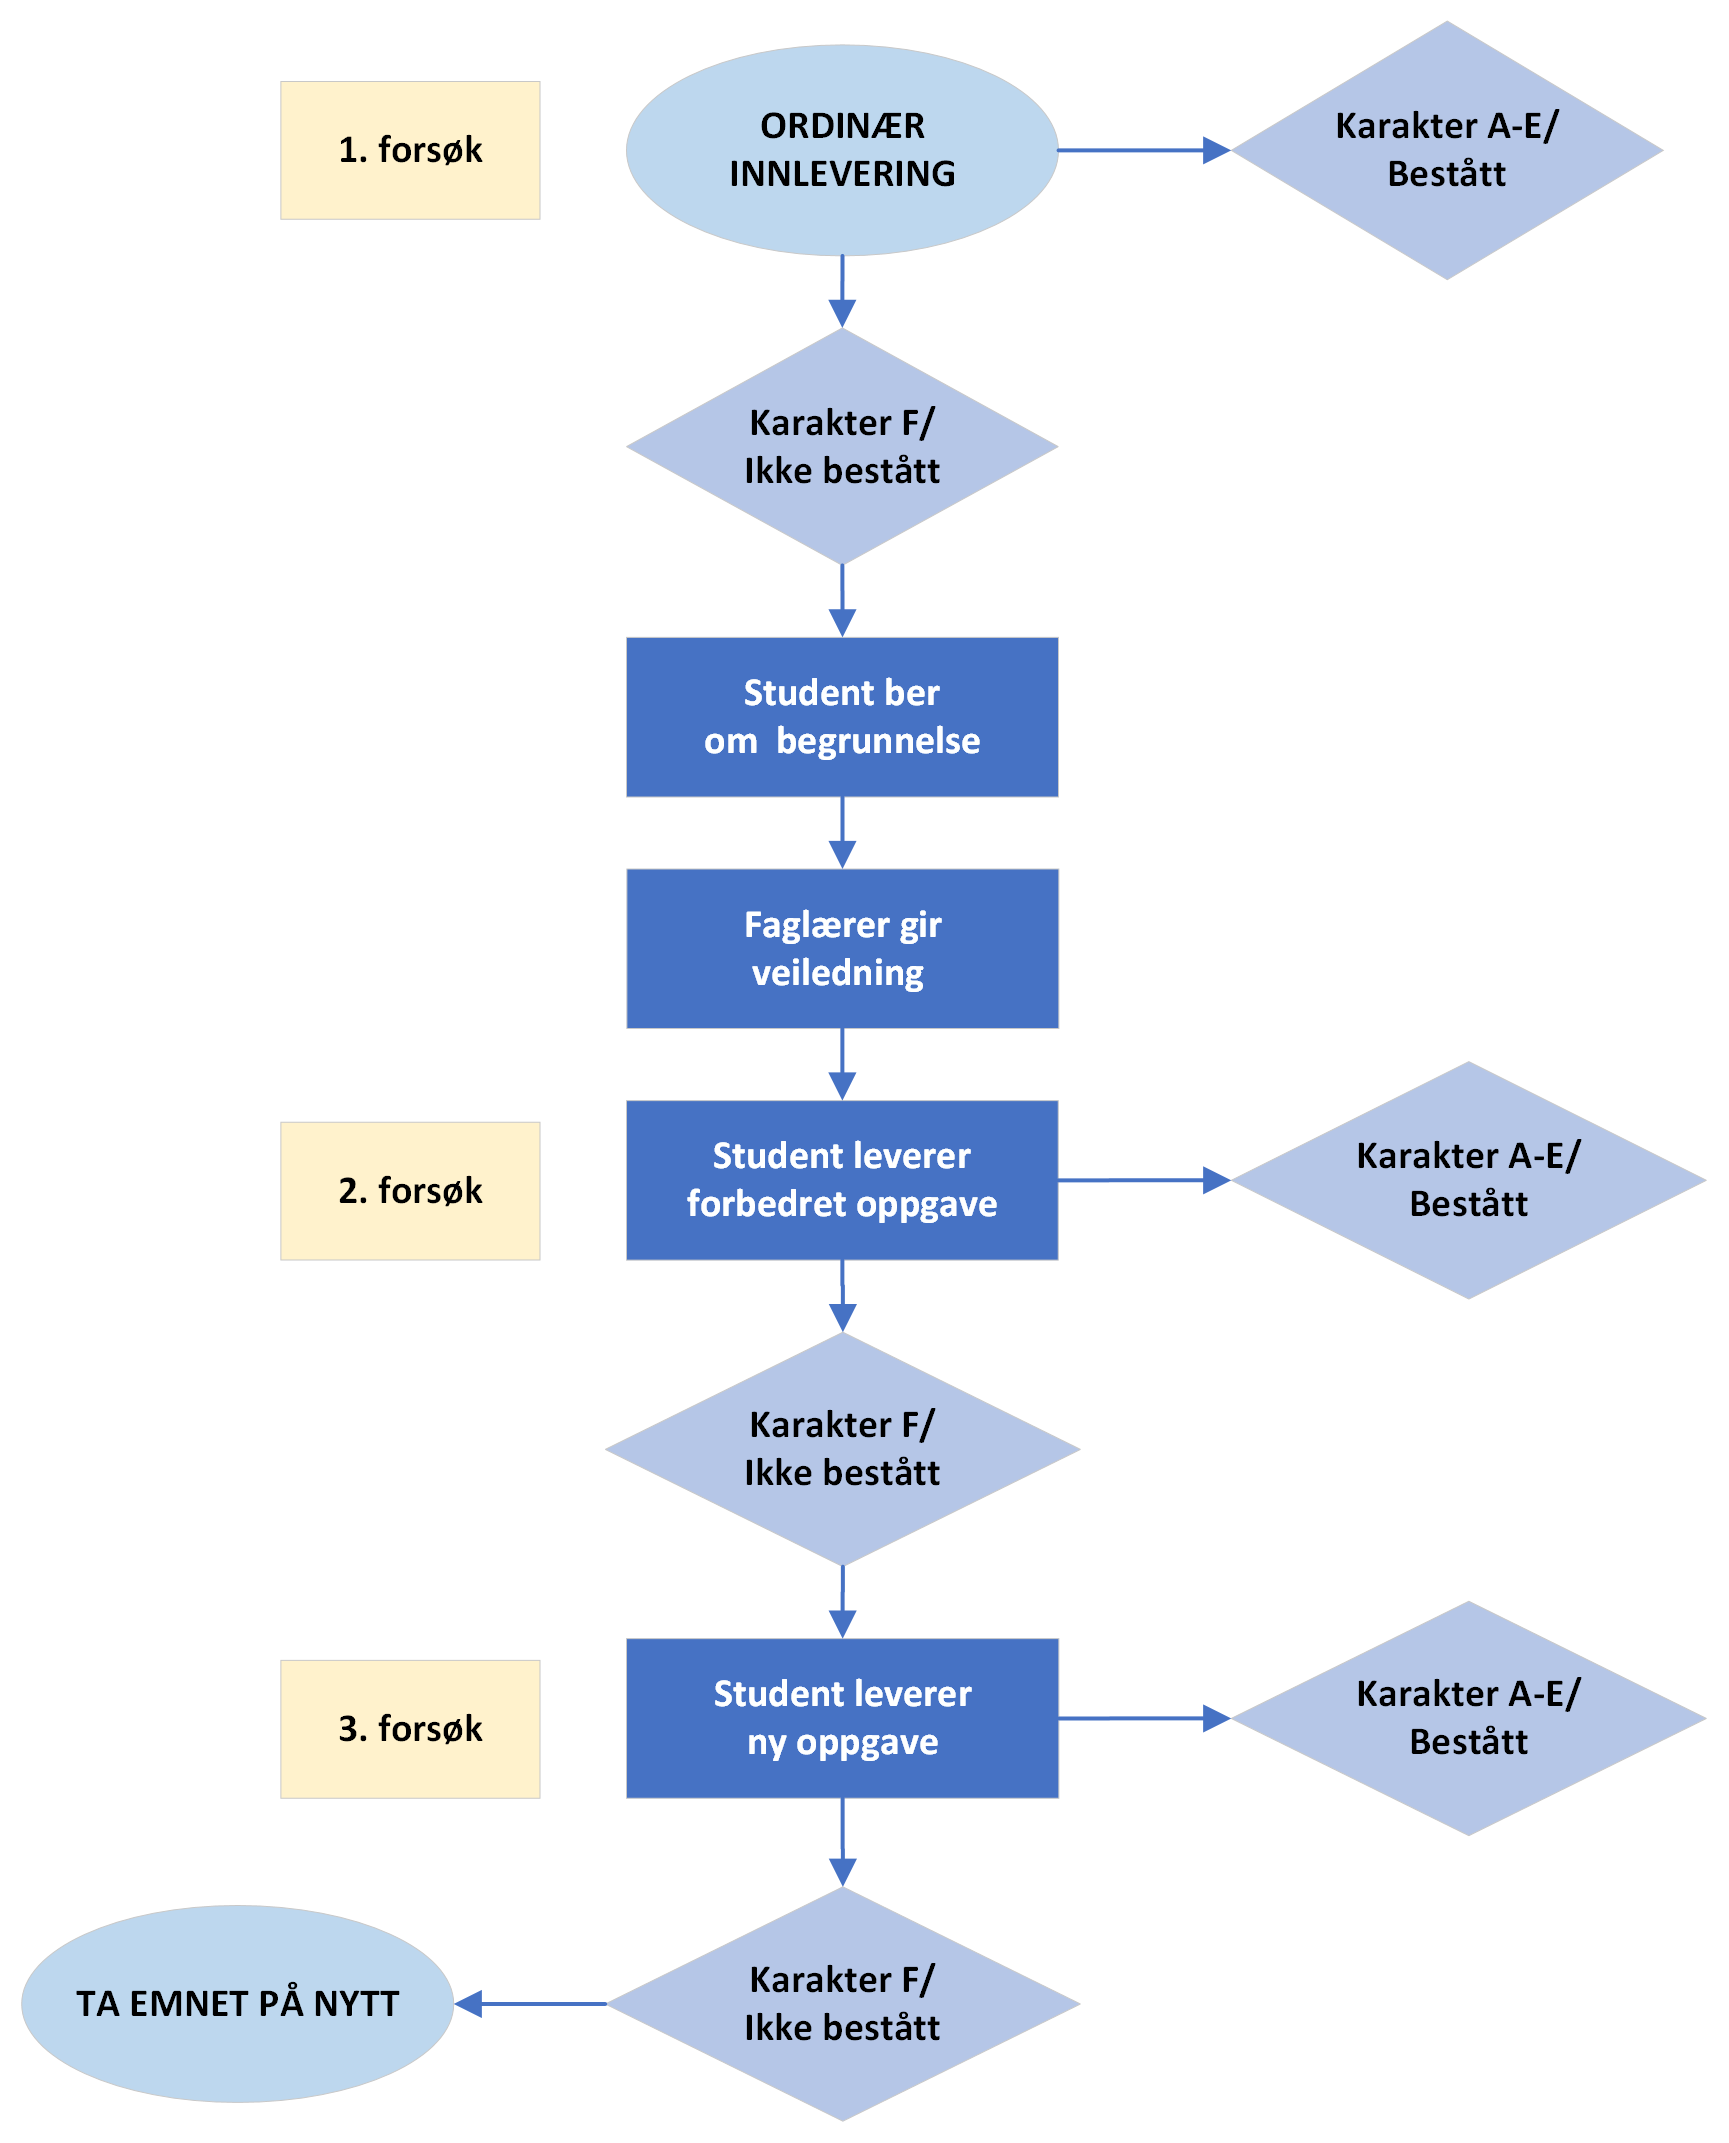 1. forsøk
ORDINÆR
INNLEVERING
Karakter A-E/
Bestått
Karakter F/
Ikke bestått
Student ber
om  begrunnelse
Faglærer gir
veiledning
2. forsøk
Student leverer
forbedret oppgave
Karakter A-E/
Bestått
Karakter F/
Ikke bestått
3. forsøk
Student leverer
ny oppgave
Karakter A-E/
Bestått
Karakter F/
Ikke bestått
TA EMNET PÅ NYTT